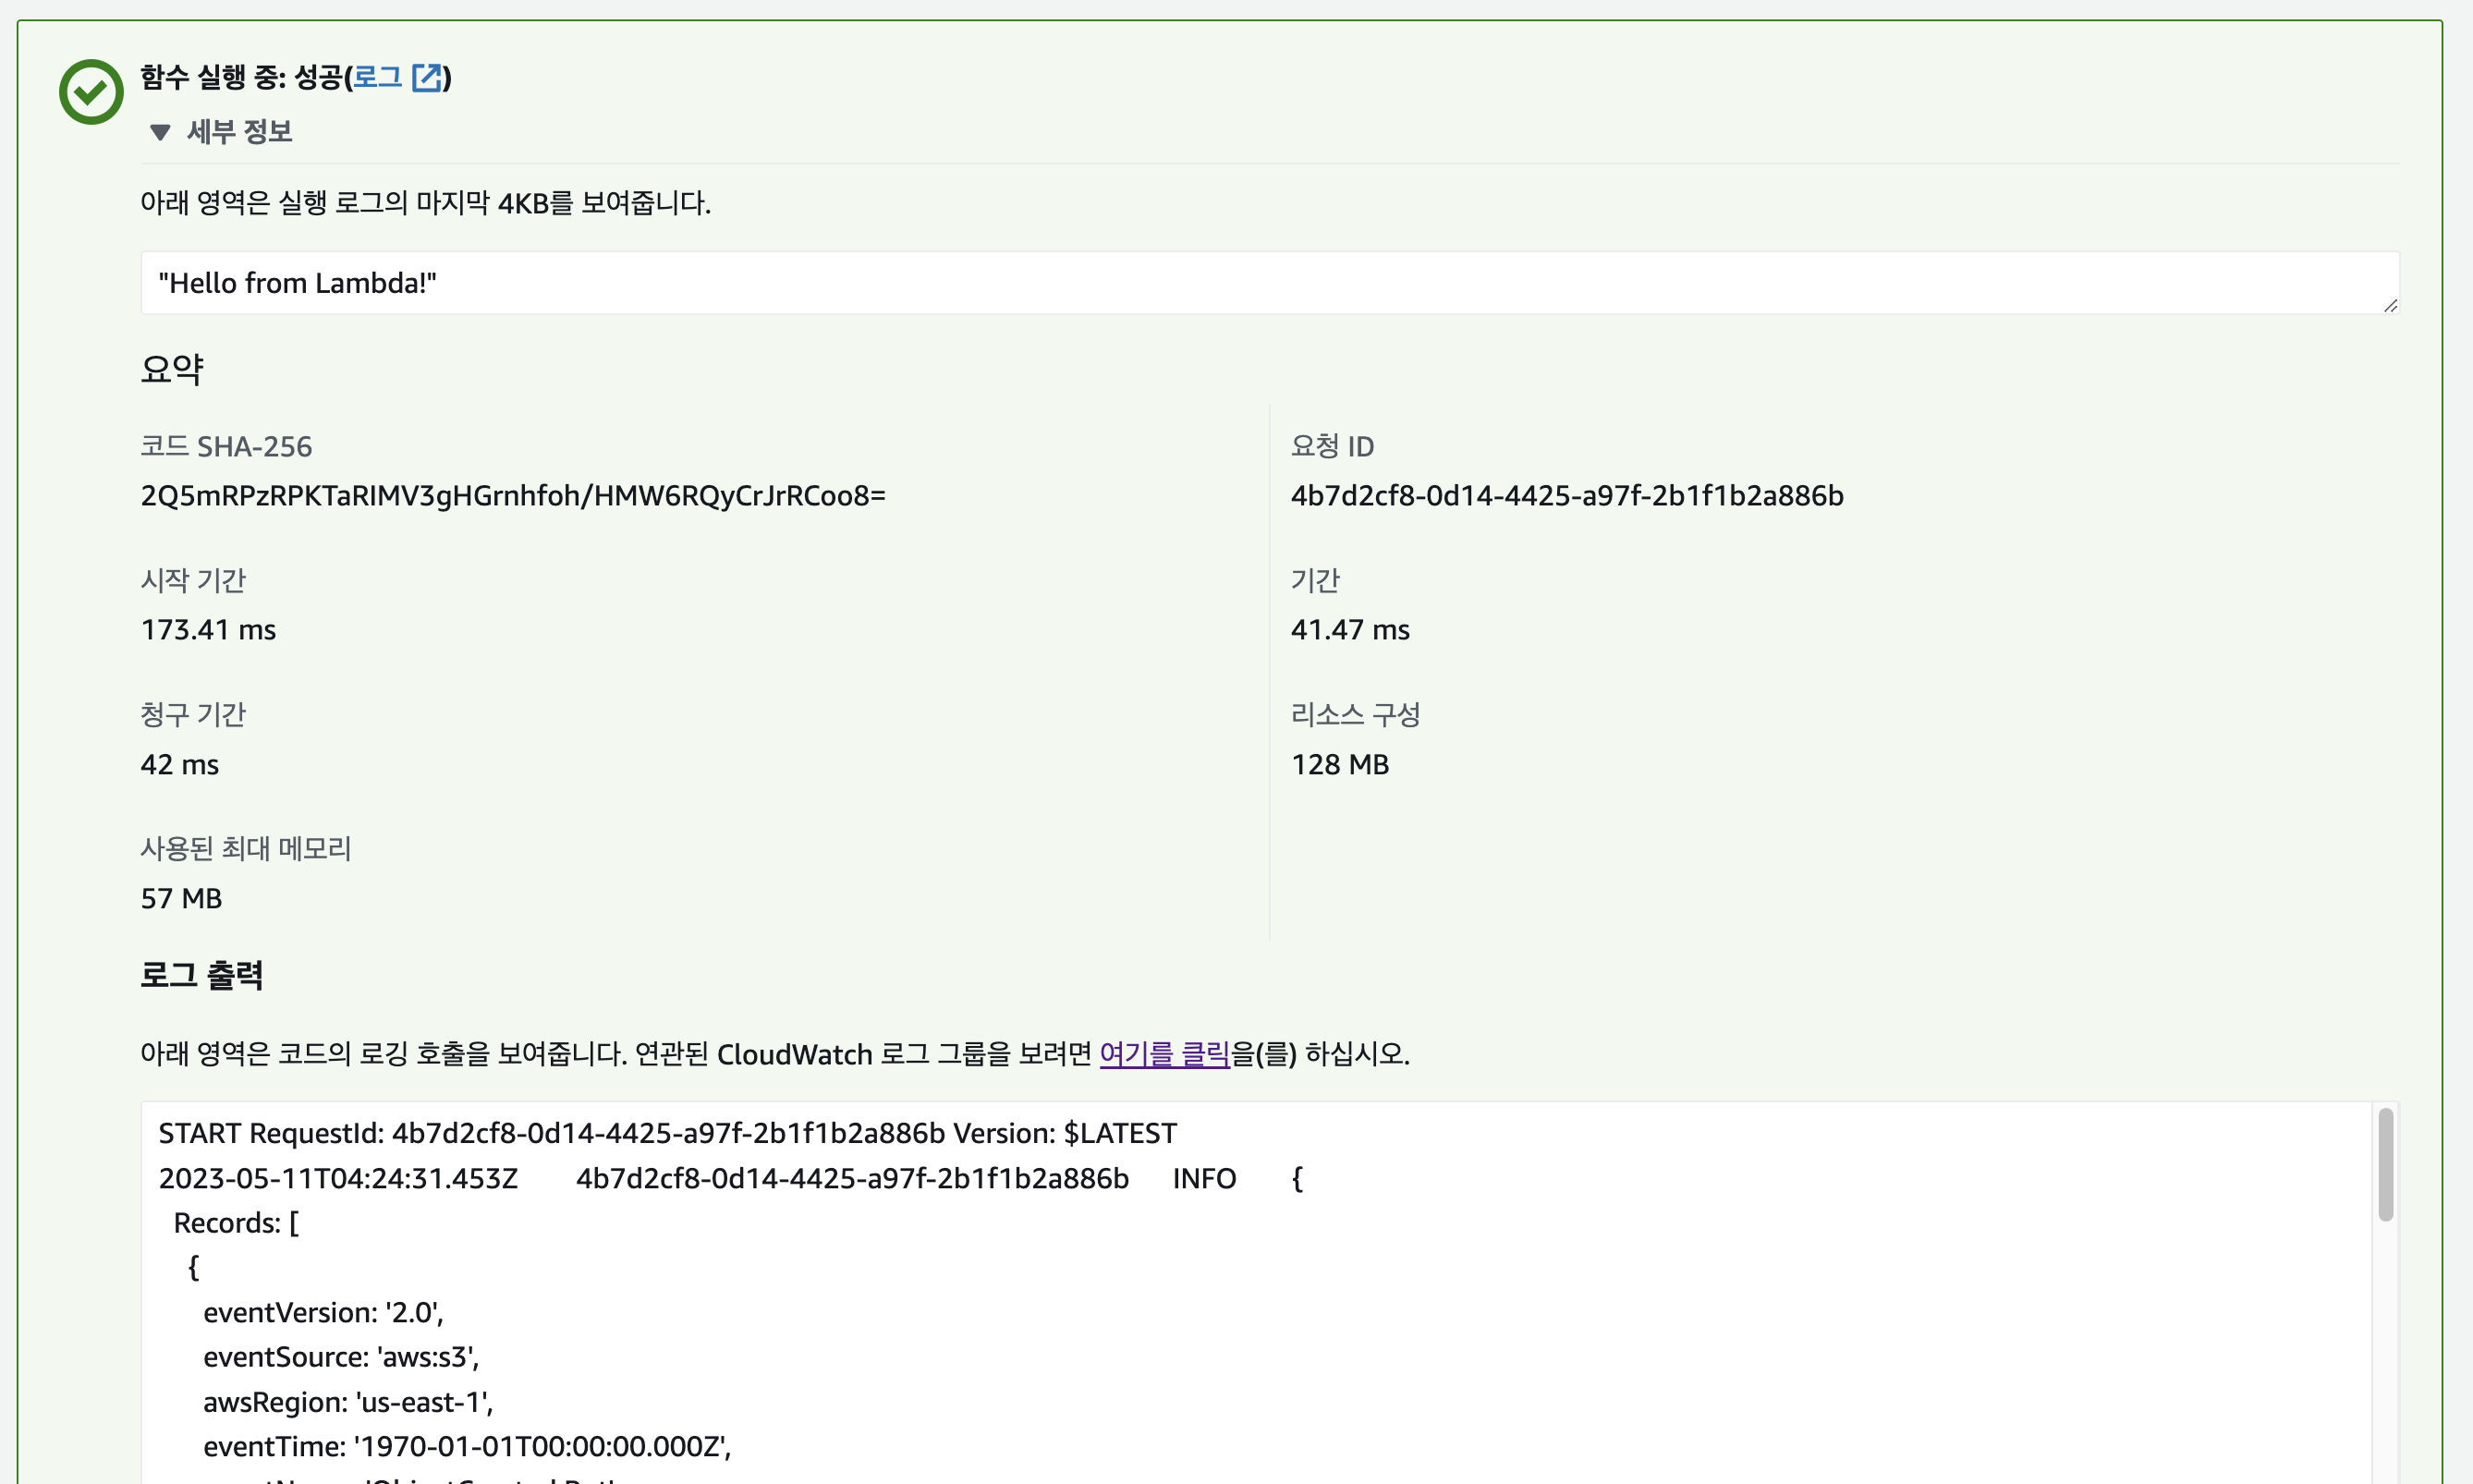 함수 실행 중: 성공(로그)
세부 정보
아래 영역은 실행 로그의 마지막 4KB를 보여줍니다.
"Hello from Lambda!"
요약
코드 SHA-256
2Q5mRPzRPKTaRIMV3gHGrnhfoh/HMW6RQyCrJrRCoo8=
요청 ID
4b7d2cf8-0d14-4425-a97f-2b1f1b2a886b
시작 기간
173.41 ms
기간
41.47 ms
청구 기간
42 ms
리소스 구성
128 MB
사용된 최대 메모리
57 MB
로그 출력
아래 영역은 코드의 로깅 호출을 보여줍니다. 연관된 CloudWatch 로그 그룹을 보려면 여기를 클릭을(를) 하십시오.
START RequestId: 4b7d2cf8-0d14-4425-a97f-2b1f1b2a886b Version: $LATEST
2023-05-11T04:24:31.453Z 4b7d2cf8-0d14-4425-a97f-2b1f1b2a886b INFO {
Records: [
{
eventVersion: '2.0',
eventSource: 'aws:s3',
awsRegion: 'us-east-1',
eventTime: '1970-01-01T00:00:00.000Z',